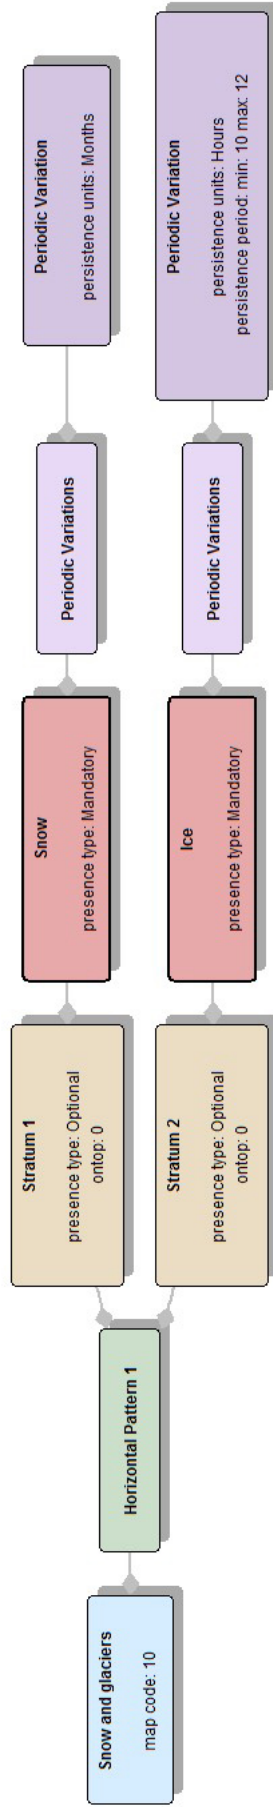 Snow and glaciers
map code: 10
Horizontal Pattern 1
Stratum 1
presence type: Optional
ontop: 0
Snow
presence type: Mandatory
Periodic Variations
Periodic Variation
persistence units: Months
Stratum 2
presence type: Optional
ontop: 0
Ice
presence type: Mandatory
Periodic Variations
Periodic Variation
persistence units: Hours
persistence period: min: 10 max: 12